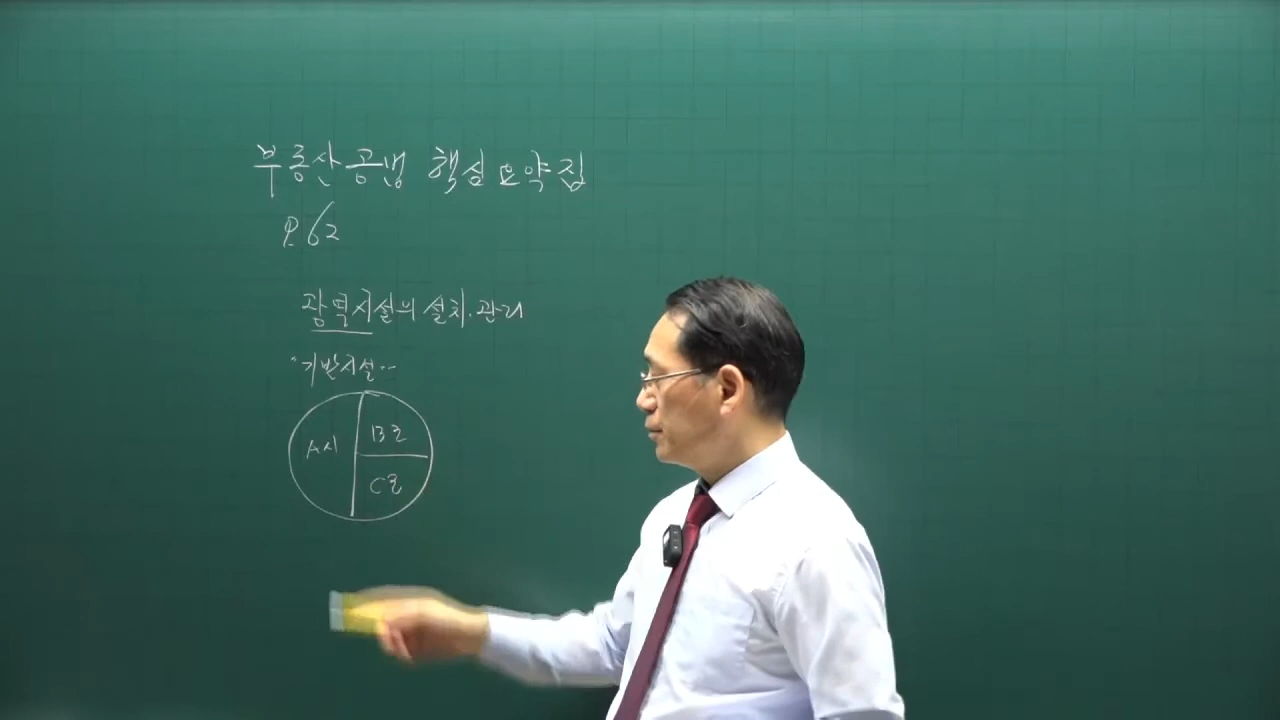 부동산공법 핵심요약집
P.62
광역시설의 설치.관리
"기반시설..
A시
B군
C군